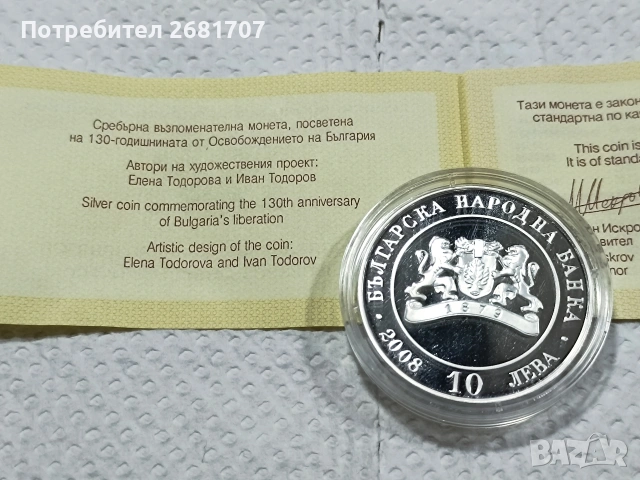 Потребител 2681707
Сребърна възпоменателна монета, посветена
на 130-годишнината от Освобождението на България
Автори на художествения проект:
Елена Тодорова и Иван Тодоров
Silver coin commemorating the 130th anniversary
of Bulgaria's liberation
Artistic design of the coin:
Elena Todorova and Ivan Todorov
Тази монета е
стандартна по
This coin is
It is of
БЪЛГАРСКА НАРОДНА БАНКА
1879
2008
10
ЛЕВА
BAZAR